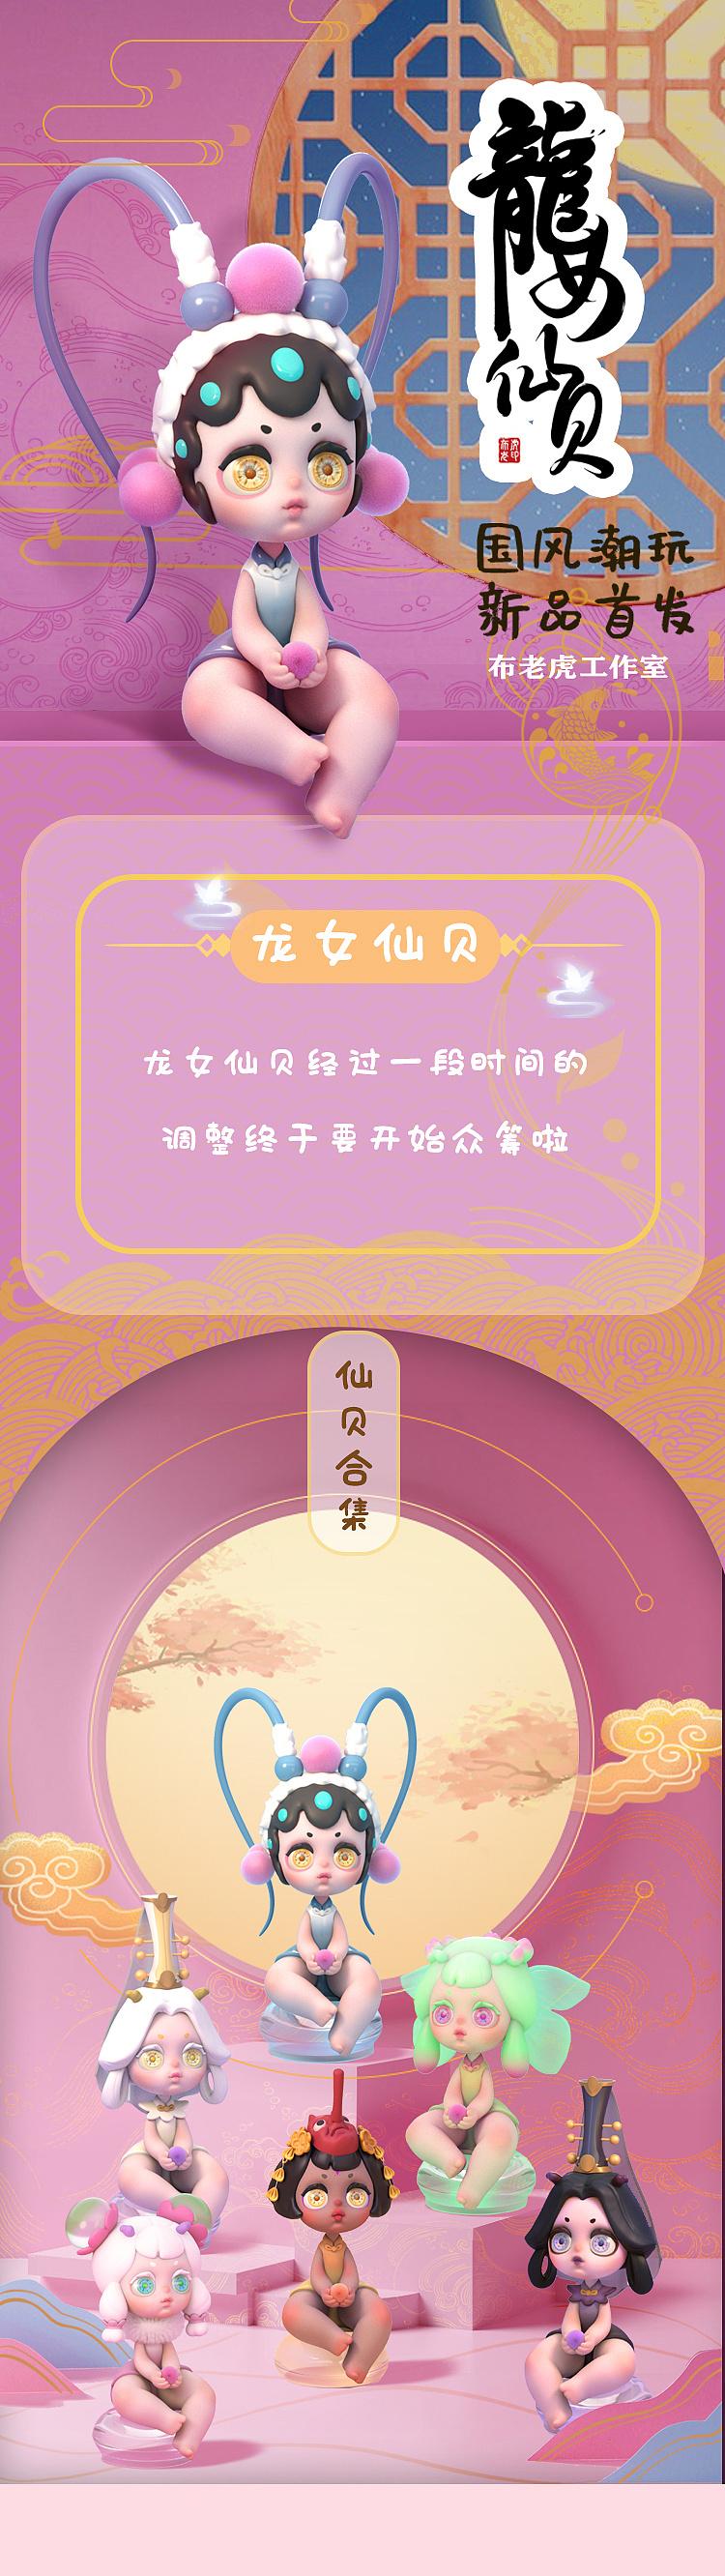 龍女仙贝
国风潮玩
新品首发
布老虎工作室
龙女仙贝
龙女仙贝经过一段时间的
调整终于要开始众筹啦
仙贝合集